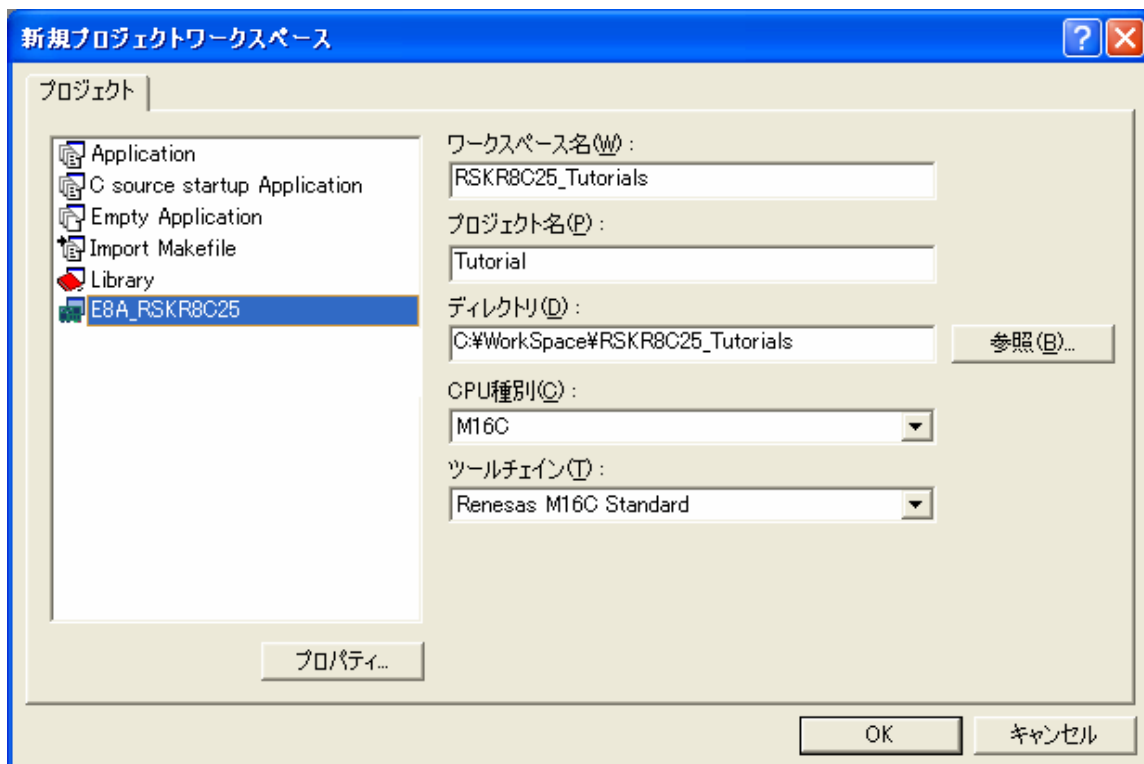 新規プロジェクトワークスペース
プロジェクト
Application
C source startup Application
Empty Application
Import Makefile
Library
E8A_RSKR8C25
プロパティ...
ワークスペース名(W):
RSKR8C25_Tutorials
プロジェクト名(P):
Tutorial
ディレクトリ(D):
C:¥WorkSpace¥RSKR8C25_Tutorials
参照(B)...
CPU種別(C):
M16C
ツールチェイン(T):
Renesas M16C Standard
OK
キャンセル